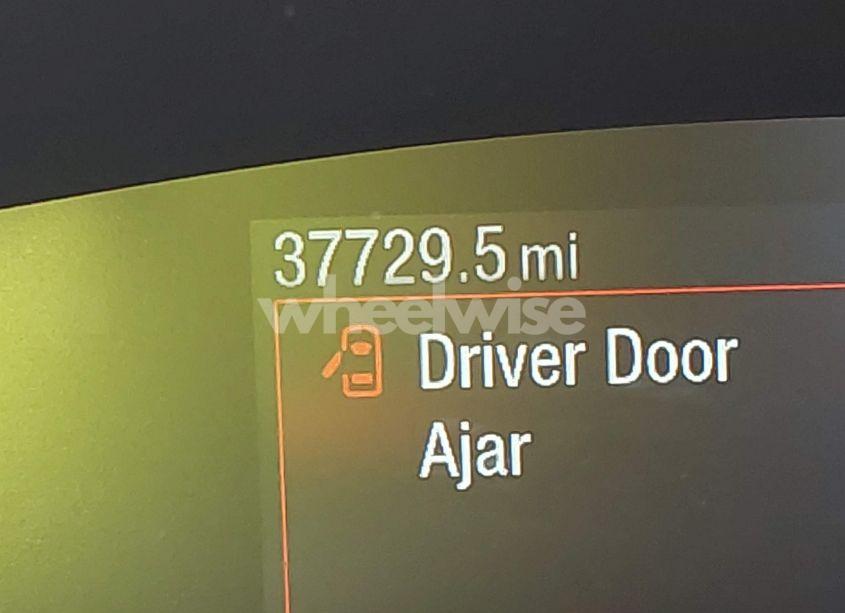 37729.5 mi
wheelwise
Driver Door
Ajar